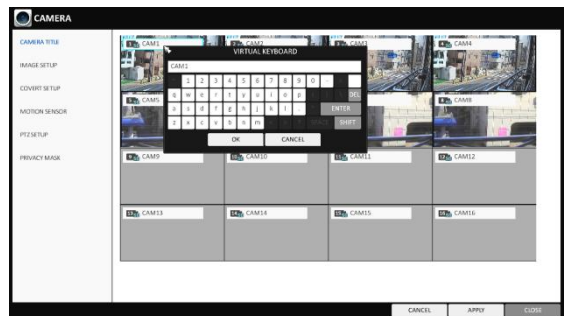 CAMERA
CAMERA TITLE
IMAGE SETUP
COVERT SETUP
MOTION SENSOR
PTZ SETUP
PRIVACY MASK
CAM1
CAM2
CAM3
CAM4
VIRTUAL KEYBOARD
CAM1
1 2 3 4 5 6 7 8 9 0 -
q w e r t y u i o p DEL
a s d f g h j k l ENTER
z x c v b n m SPACE SHIFT
OK CANCEL
CAM5
CAM8
CAM9
CAM10
CAM11
CAM12
CAM13
CAM14
CAM15
CAM16
CANCEL APPLY CLOSE